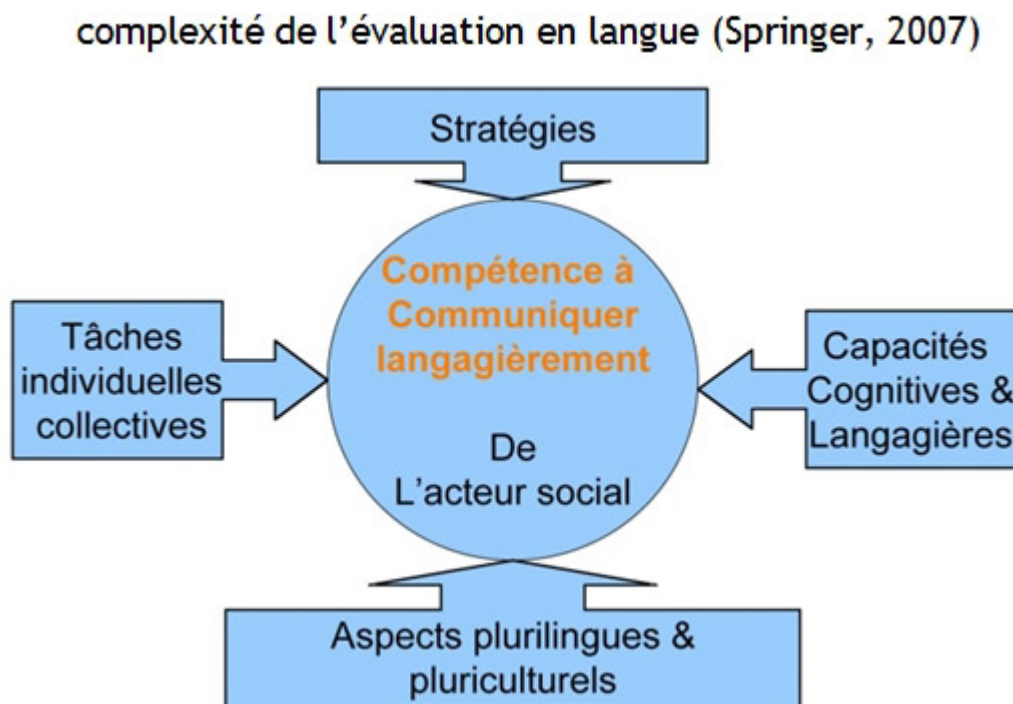 complexité de l'évaluation en langue (Springer, 2007)
Stratégies
Compétence à
Communiquer
langagièrement
De
L'acteur social
Tâches
individuelles
collectives
Capacités
Cognitives &
Langagières
Aspects plurilingues &
pluriculturels